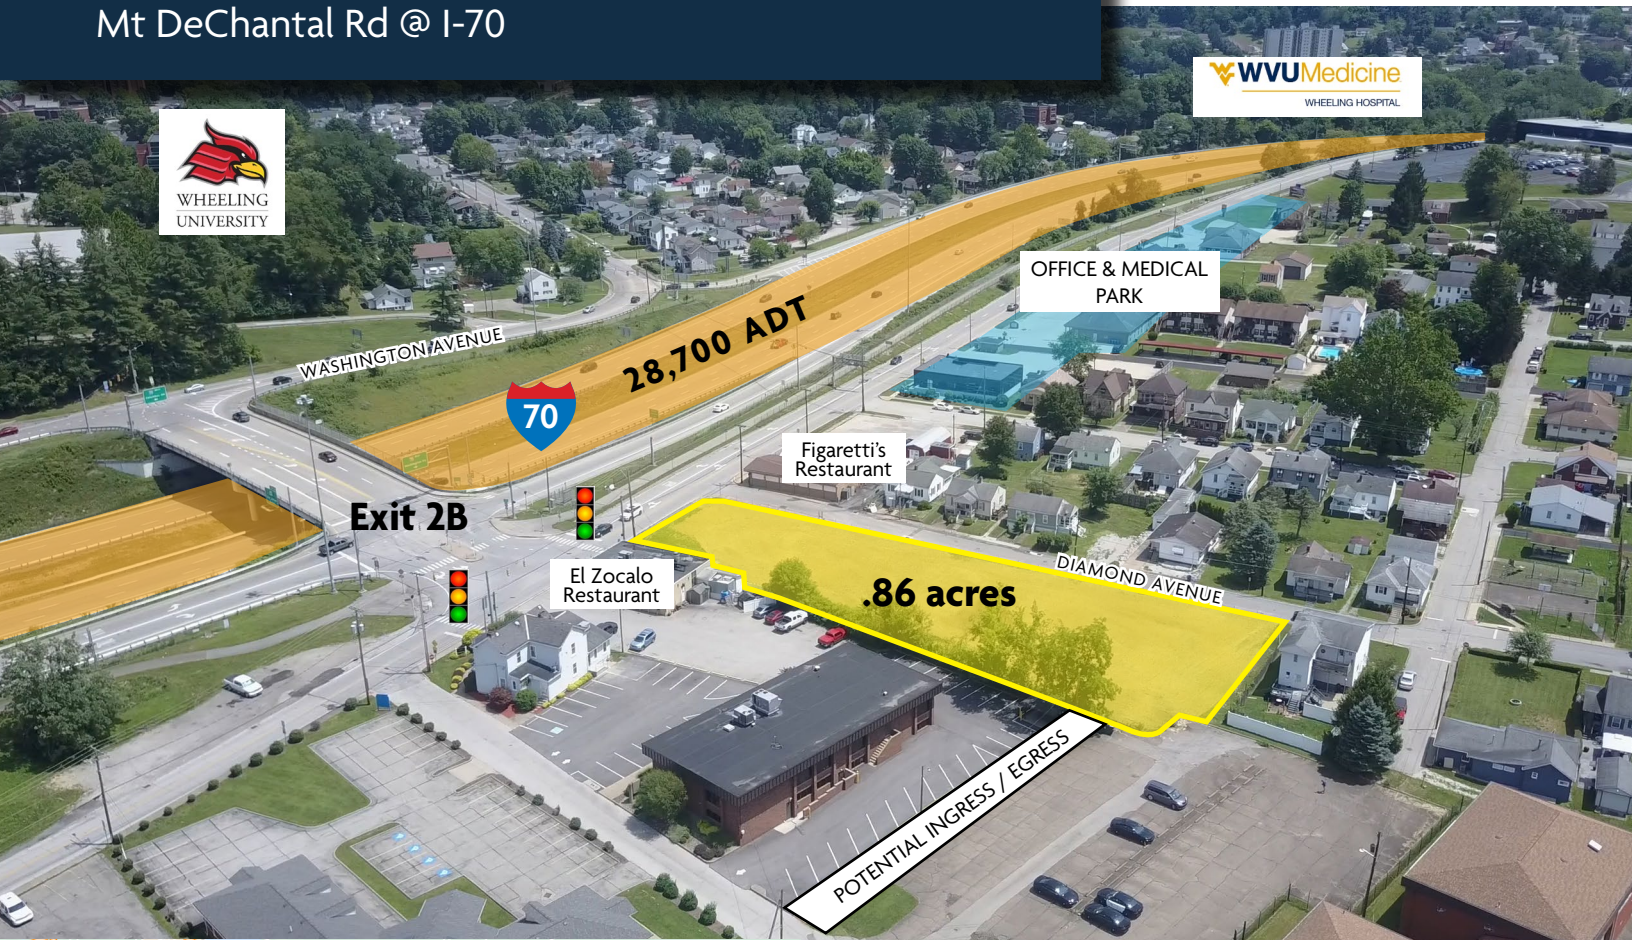 Mt DeChantal Rd @ I-70
WVUMedicine
WHEELING HOSPITAL
WHEELING
UNIVERSITY
OFFICE & MEDICAL
PARK
WASHINGTON AVENUE
28,700 ADT
70
Figaretti's
Restaurant
Exit 2B
El Zocalo
Restaurant
.86 acres
DIAMOND AVENUE
POTENTIAL INGRESS / EGRESS